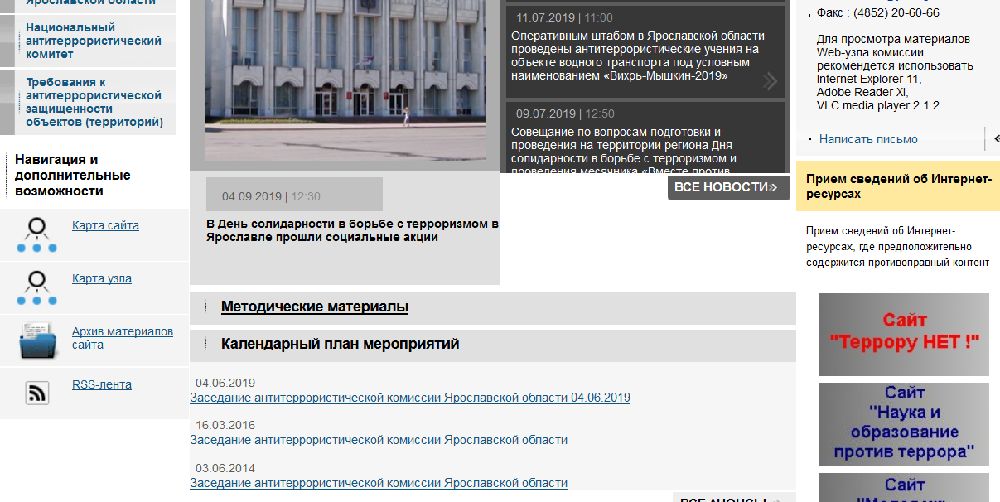 Ярославской области
Национальный
антитеррористический
комитет
Требования к
антитеррористической
защищенности
объектов (территорий)
Навигация и
дополнительные
возможности
Карта сайта
Карта узла
Архив материалов
сайта
RSS-лента
04.09.2019 | 12:30
В День солидарности в борьбе с терроризмом в
Ярославле прошли социальные акции
11.07.2019 | 11:00
Оперативным штабом в Ярославской области
проведены антитеррористические учения на
объекте водного транспорта под условным
наименованием «Вихрь-Мышкин-2019»
09.07.2019 | 12:50
Совещание по вопросам подготовки и
проведения на территории региона Дня
солидарности в борьбе с терроризмом и
проведения месячника «Вместе против
ВСЕ НОВОСТИ
Методические материалы
Календарный план мероприятий
04.06.2019
Заседание антитеррористической комиссии Ярославской области 04.06.2019
16.03.2016
Заседание антитеррористической комиссии Ярославской области
03.06.2014
Заседание антитеррористической комиссии Ярославской области
ВСЕ АНОНСЫ
Факс : (4852) 20-60-66
Для просмотра материалов
Web-узла комиссии
рекомендется использовать
Internet Explorer 11,
Adobe Reader XI,
VLC media player 2.1.2
Написать письмо
Прием сведений об Интернет-
ресурсах
Прием сведений об Интернет-
ресурсах, где предположительно
содержится противоправный контент
Сайт
"Террору НЕТ !"
Сайт
"Наука и
образование
против террора"
Сайт